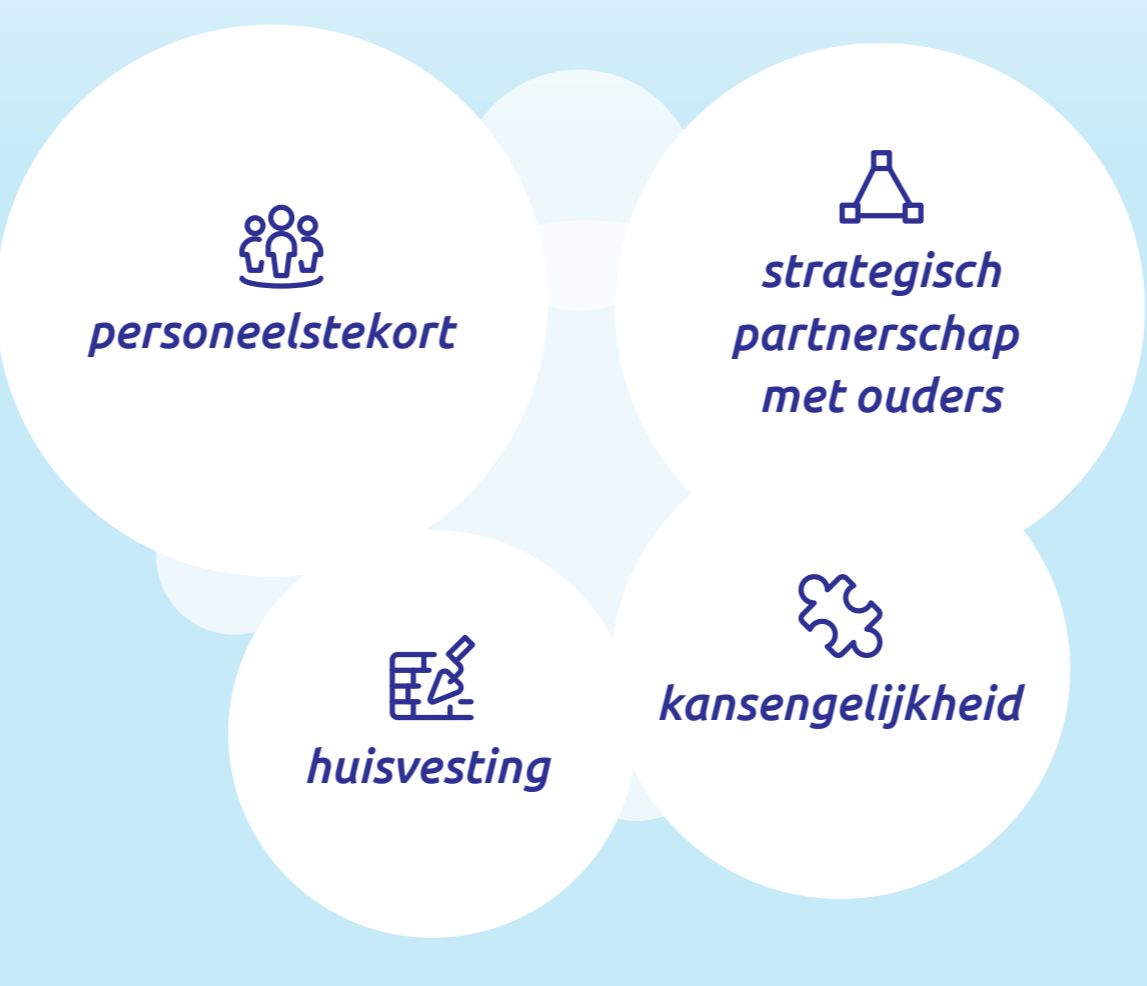 personeelstekort
strategisch
partnerschap
met ouders
huisvesting
kansengelijkheid